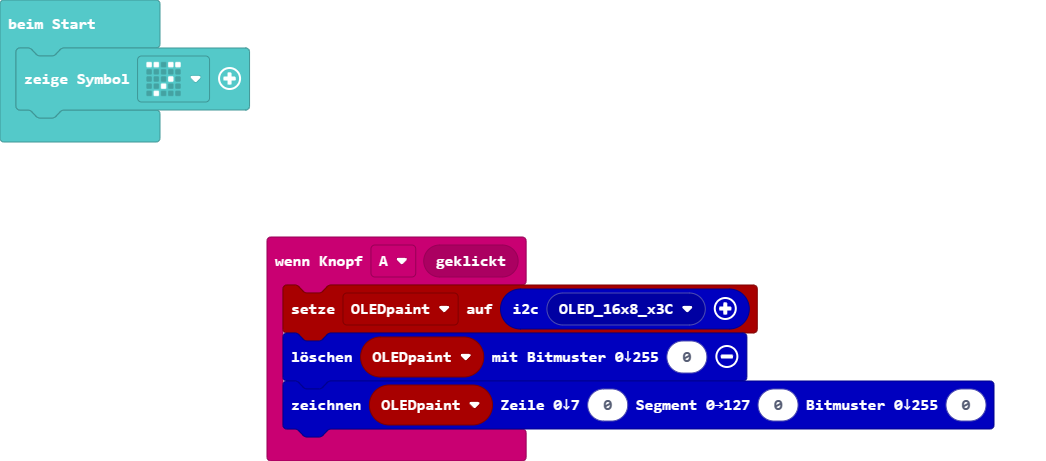 beim Start
zeige Symbol
wenn Knopf A geklickt
setze OLEDpaint auf i2c OLED_16x8_x3C
löschen OLEDpaint mit Bitmuster 0↓255 0
zeichnen OLEDpaint Zeile 0↓7 0 Segment 0→127 0 Bitmuster 0↓255 0